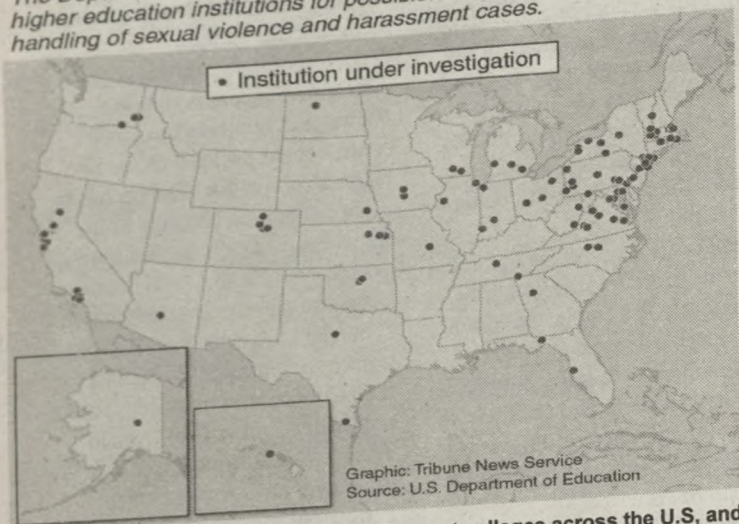 The
higher education institutions for
handling of sexual violence and harassment cases.
• Institution under investigation
Graphic: Tribune News Service
Source: U.S. Department of Education
across the U.S. and